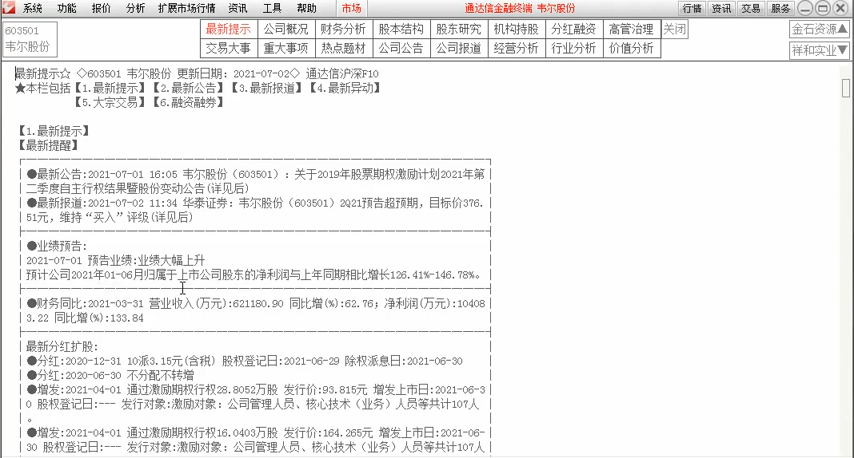 系统 功能 报价 分析 扩展市场行情 资讯 工具 帮助 市场 通达信金融终端 韦尔股份 行情 资讯 交易 服务
603501
韦尔股份
最新提示 公司概况 财务分析 股本结构 股东研究 机构持股 分红融资 高管治理 关闭
交易大事 重大事项 热点题材 公司公告 公司报道 经营分析 行业分析 价值分析
金石资源▲
祥和实业▼
最新提示☆ ◇603501 韦尔股份 更新日期：2021-07-02◇ 通达信沪深F10
★本栏包括【1.最新提示】【2.最新公告】【3.最新报道】【4.最新异动】
【5.大宗交易】【6.融资融券】
【1.最新提示】
【最新提醒】
●最新公告:2021-07-01 16:05 韦尔股份（603501）：关于2019年股票期权激励计划2021年第
二季度自主行权结果暨股份变动公告(详见后)
●最新报道:2021-07-02 11:34 华泰证券：韦尔股份（603501）2Q21预告超预期，目标价376.
51元，维持“买入”评级(详见后)
●业绩预告:
2021-07-01 预告业绩:业绩大幅上升
预计公司2021年01-06月归属于上市公司股东的净利润与上年同期相比增长126.41%-146.78%。
●财务同比:2021-03-31 营业收入(万元):621180.90 同比增(%):62.76；净利润(万元):10408
3.22 同比增(%):133.84
最新分红扩股:
●分红:2020-12-31 10派3.15元(含税) 股权登记日:2021-06-29 除权派息日:2021-06-30
●分红:2020-06-30 不分配不转增
●增发:2021-04-01 通过激励期权行权28.8052万股 发行价:93.815元 增发上市日:2021-06-3
0 股权登记日:--- 发行对象:激励对象：公司管理人员、核心技术（业务）人员等共计107人
。
●增发:2021-04-01 通过激励期权行权16.0403万股 发行价:164.265元 增发上市日:2021-06-
30 股权登记日:--- 发行对象:激励对象：公司管理人员、核心技术（业务）人员等共计107人